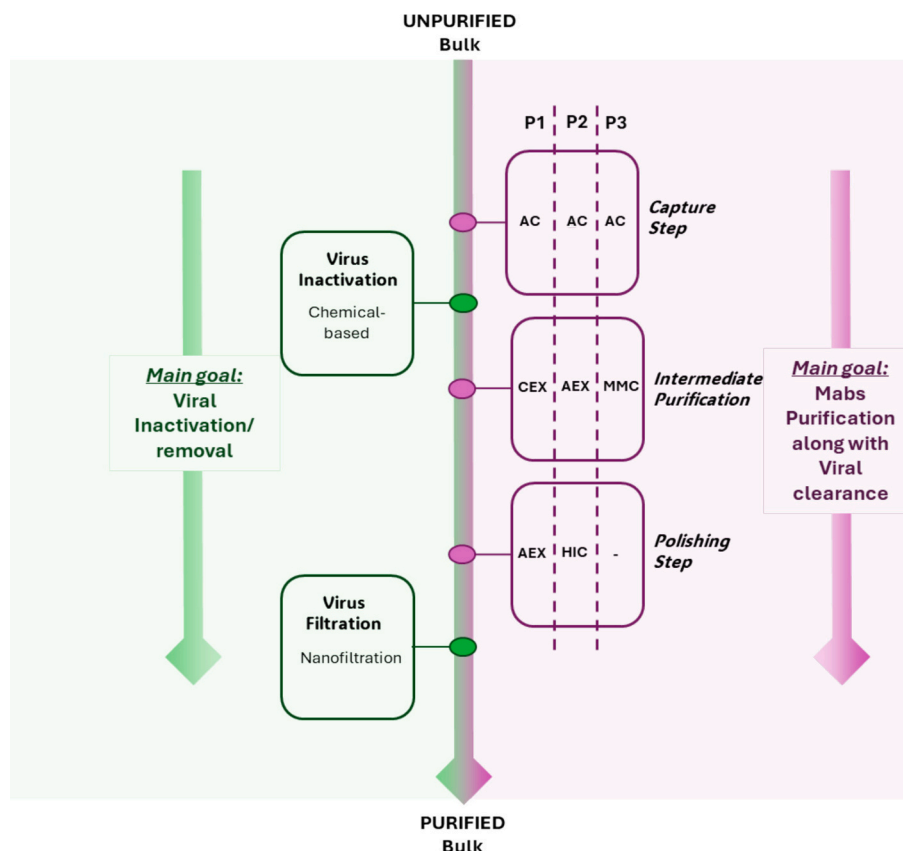 UNPURIFIED
Bulk
P1 P2 P3
AC AC AC
Capture
Step
Virus
Inactivation
Chemical-
based
CEX AEX MMC
Intermediate
Purification
Main goal:
Viral
Inactivation/
removal
Main goal:
Mabs
Purification
along with
Viral
clearance
AEX HIC -
Polishing
Step
Virus
Filtration
Nanofiltration
PURIFIED
Bulk